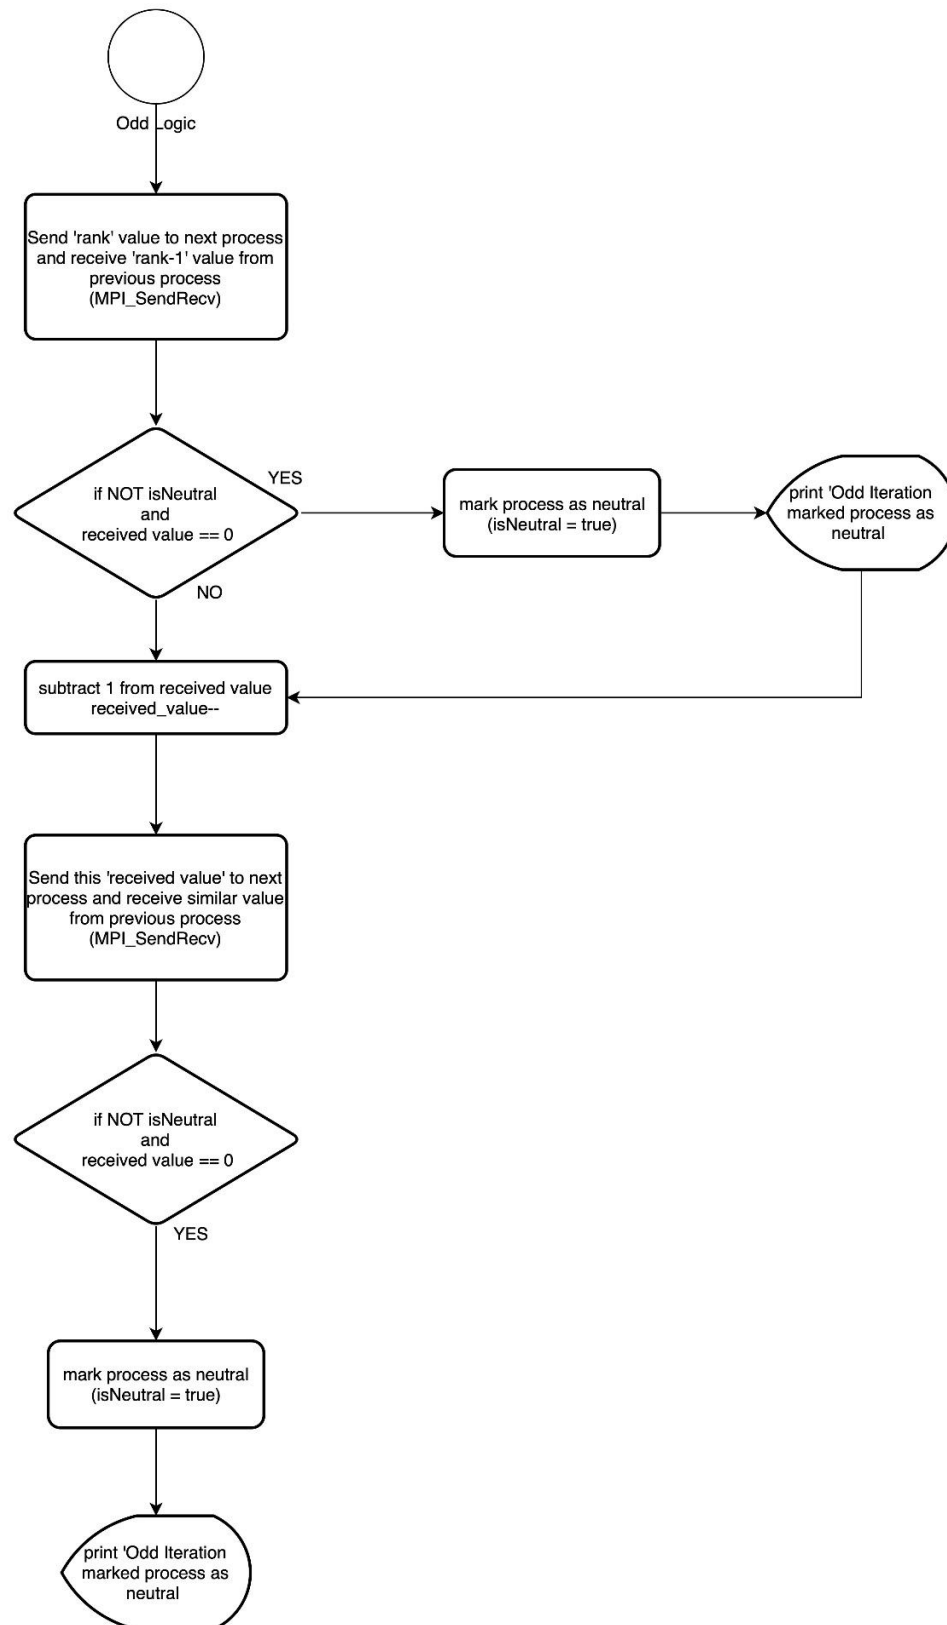 Odd Logic
Send 'rank' value to next process
and receive 'rank-1' value from
previous process
(MPI_SendRecv)
if NOT isNeutral
and
received value == 0
YES
mark process as neutral
(isNeutral = true)
print 'Odd Iteration
marked process as
neutral
NO
subtract 1 from received value
received_value--
Send this 'received value' to next
process and receive similar value
from previous process
(MPI_SendRecv)
if NOT isNeutral
and
received value == 0
YES
mark process as neutral
(isNeutral = true)
print 'Odd Iteration
marked process as
neutral